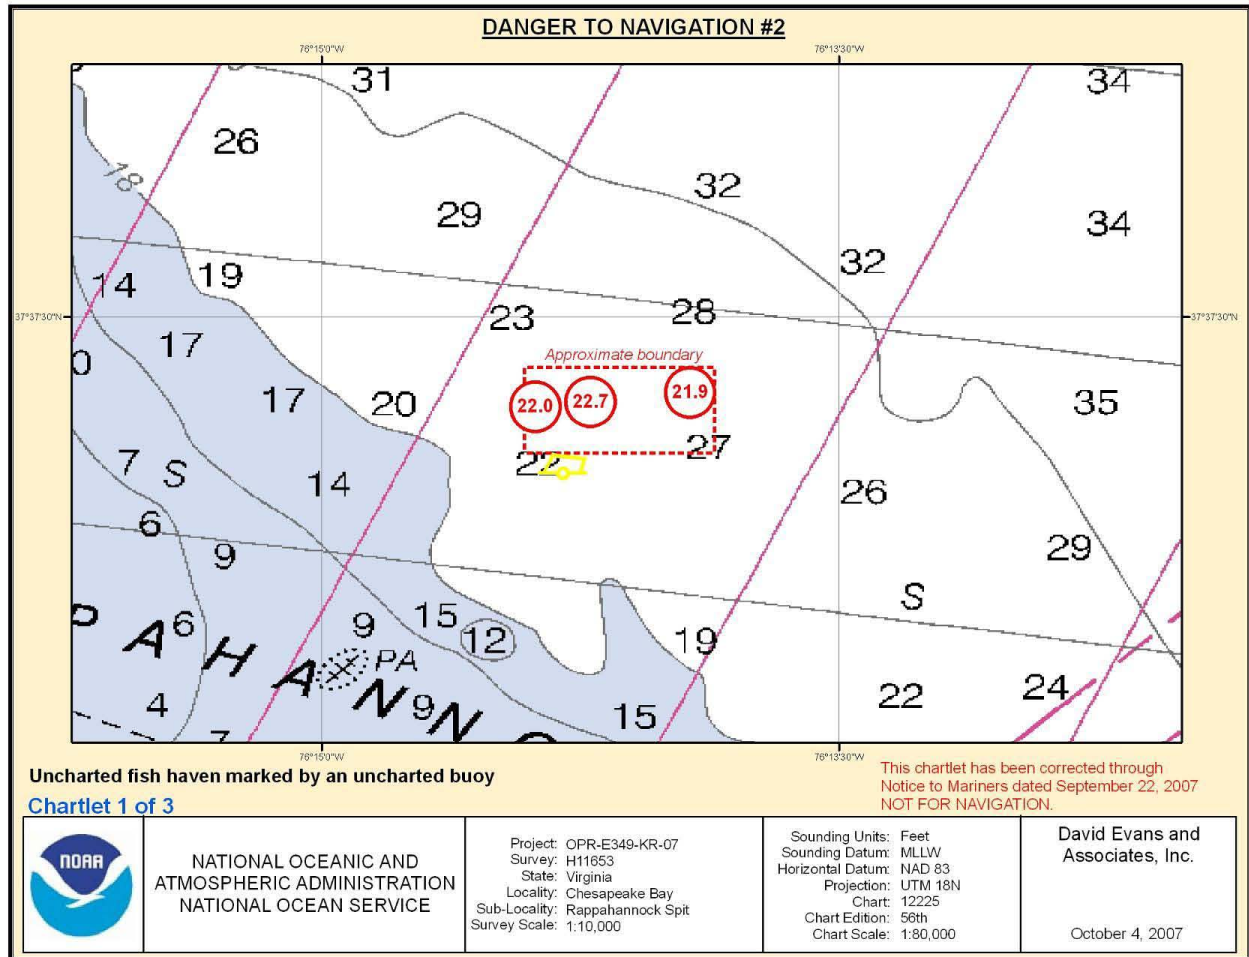 DANGER TO NAVIGATION #2
76°15'0"W
76°13'30"W
31
34
26
18
32
29
34
32
19
14
28
23
37°37'30"N
37°37'30"N
17
0
Approximate boundary
21.9
22.7
22.0
17
20
35
27
7
S
22
14
26
6
9
29
S
15
6
9
12
19
PA
P A H A N N O
24
22
4
9
15
7
76°15'0"W
76°13'30"W
Uncharted fish haven marked by an uncharted buoy
Chartlet 1 of 3
This chartlet has been corrected through
Notice to Mariners dated September 22, 2007
NOT FOR NAVIGATION.
NOAA
NATIONAL OCEANIC AND
ATMOSPHERIC ADMINISTRATION
NATIONAL OCEAN SERVICE
Project: OPR-E349-KR-07
Survey: H11653
State: Virginia
Locality: Chesapeake Bay
Sub-Locality: Rappahannock Spit
Survey Scale: 1:10,000
Sounding Units: Feet
Sounding Datum: MLLW
Horizontal Datum: NAD 83
Projection: UTM 18N
Chart: 12225
Chart Edition: 56th
Chart Scale: 1:80,000
David Evans and
Associates, Inc.
October 4, 2007